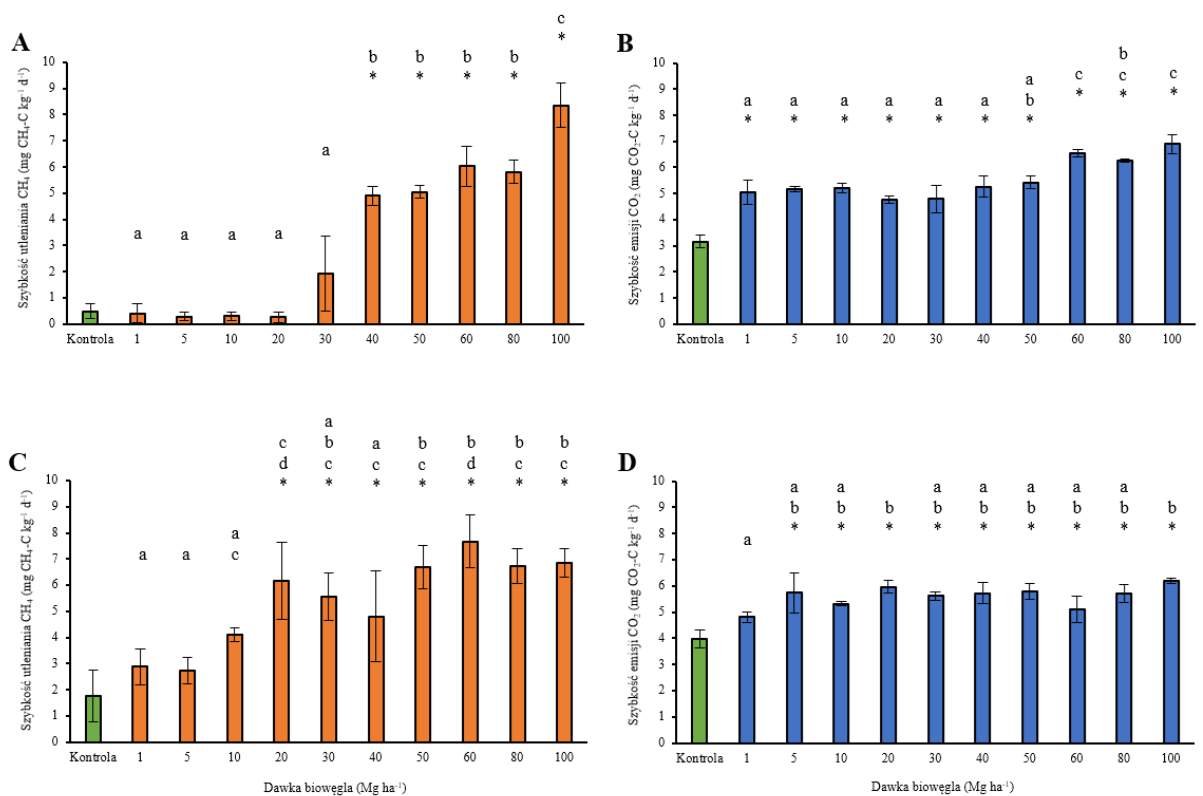 A
Szybkość utleniania CH₄ (mg CH₄-C kg⁻¹ d⁻¹)
10
9
8
7
6
5
4
3
2
1
0
c
b b b b *
* * * *
a
a a a a
Kontrola 1 5 10 20 30 40 50 60 80 100
B
Szybkość emisji CO₂ (mg CO₂-C kg⁻¹ d⁻¹)
10
9
8
7
6
5
4
3
2
1
0
b
a c c c
a a a a a a b * * *
* * * * * * *
Kontrola 1 5 10 20 30 40 50 60 80 100
C
Szybkość utleniania CH₄ (mg CH₄-C kg⁻¹ d⁻¹)
10
9
8
7
6
5
4
3
2
1
0
a
c b a b b b b
d c c c d c c
* * * * * * *
a
a a c
Kontrola 1 5 10 20 30 40 50 60 80 100
Dawka biowęgla (Mg ha⁻¹)
D
Szybkość emisji CO₂ (mg CO₂-C kg⁻¹ d⁻¹)
10
9
8
7
6
5
4
3
2
1
0
a a a a a a a
b b b b b b b b b
* * * * * * * * *
a
Kontrola 1 5 10 20 30 40 50 60 80 100
Dawka biowęgla (Mg ha⁻¹)